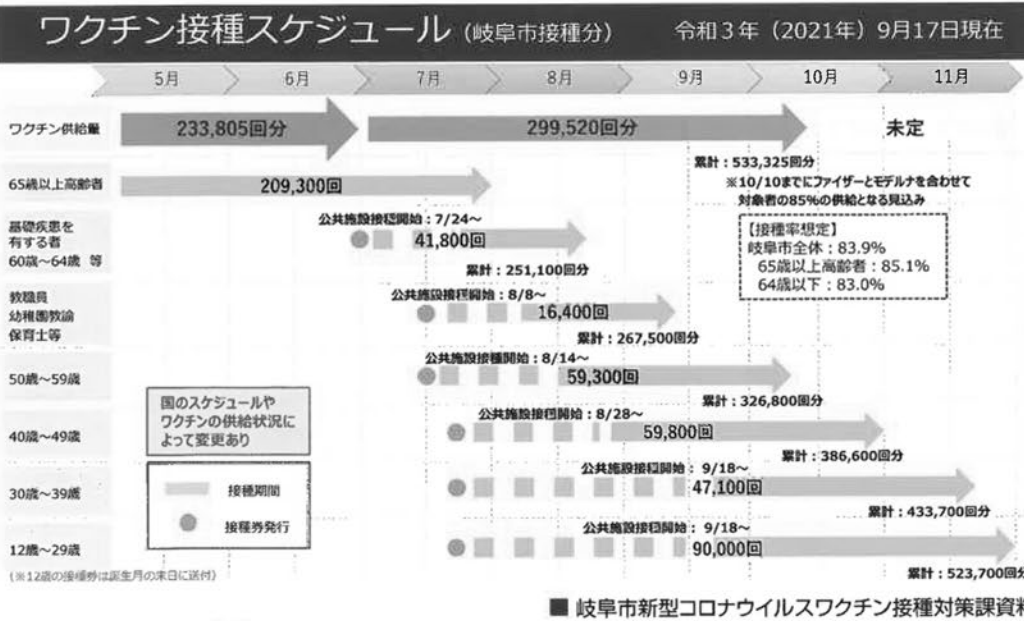 ワクチン接種スケジュール（岐阜市接種分） 令和３年（2021年）9月17日現在
5月 6月 7月 8月 9月 10月 11月
ワクチン供給量 233,805回分 299,520回分 未定
累計：533,325回分
※10/10までにファイザーとモデルナを合わせて
対象者の85%の供給となる見込み
65歳以上高齢者 209,300回
【接種率想定】
岐阜市全体：83.9%
65歳以上高齢者：85.1%
64歳以下：83.0%
基礎疾患を
有する者
60歳～64歳 等
公共施設接種開始：7/24～
41,800回
累計：251,100回分
教職員
幼稚園教諭
保育士等
公共施設接種開始：8/8～
16,400回
累計：267,500回分
50歳～59歳
公共施設接種開始：8/14～
59,300回
累計：326,800回分
40歳～49歳
公共施設接種開始：8/28～
59,800回
累計：386,600回分
30歳～39歳
公共施設接種開始： 9/18～
47,100回
累計：433,700回分
12歳～29歳
公共施設接種開始： 9/18～
90,000回
累計：523,700回分
（※12歳の接種券は誕生月の末日に送付）
国のスケジュールや
ワクチンの供給状況に
よって変更あり
接種期間
接種券発行
■ 岐阜市新型コロナウイルスワクチン接種対策課資料